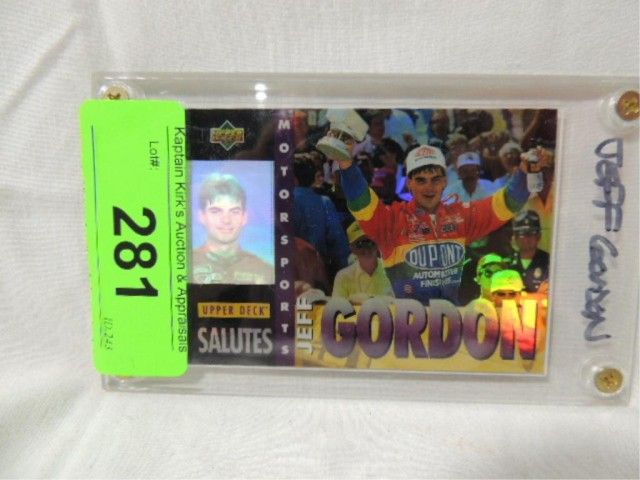 Kaptain Kirk's Auction & Appraisals
Lot#:
281
UPPER DECK
MOTORSPORTS
UPPER DECK
SALUTES
JEFF
GORDON
DUPONT
AUTOMOTIVE
FINISHES
JEFF GORDON